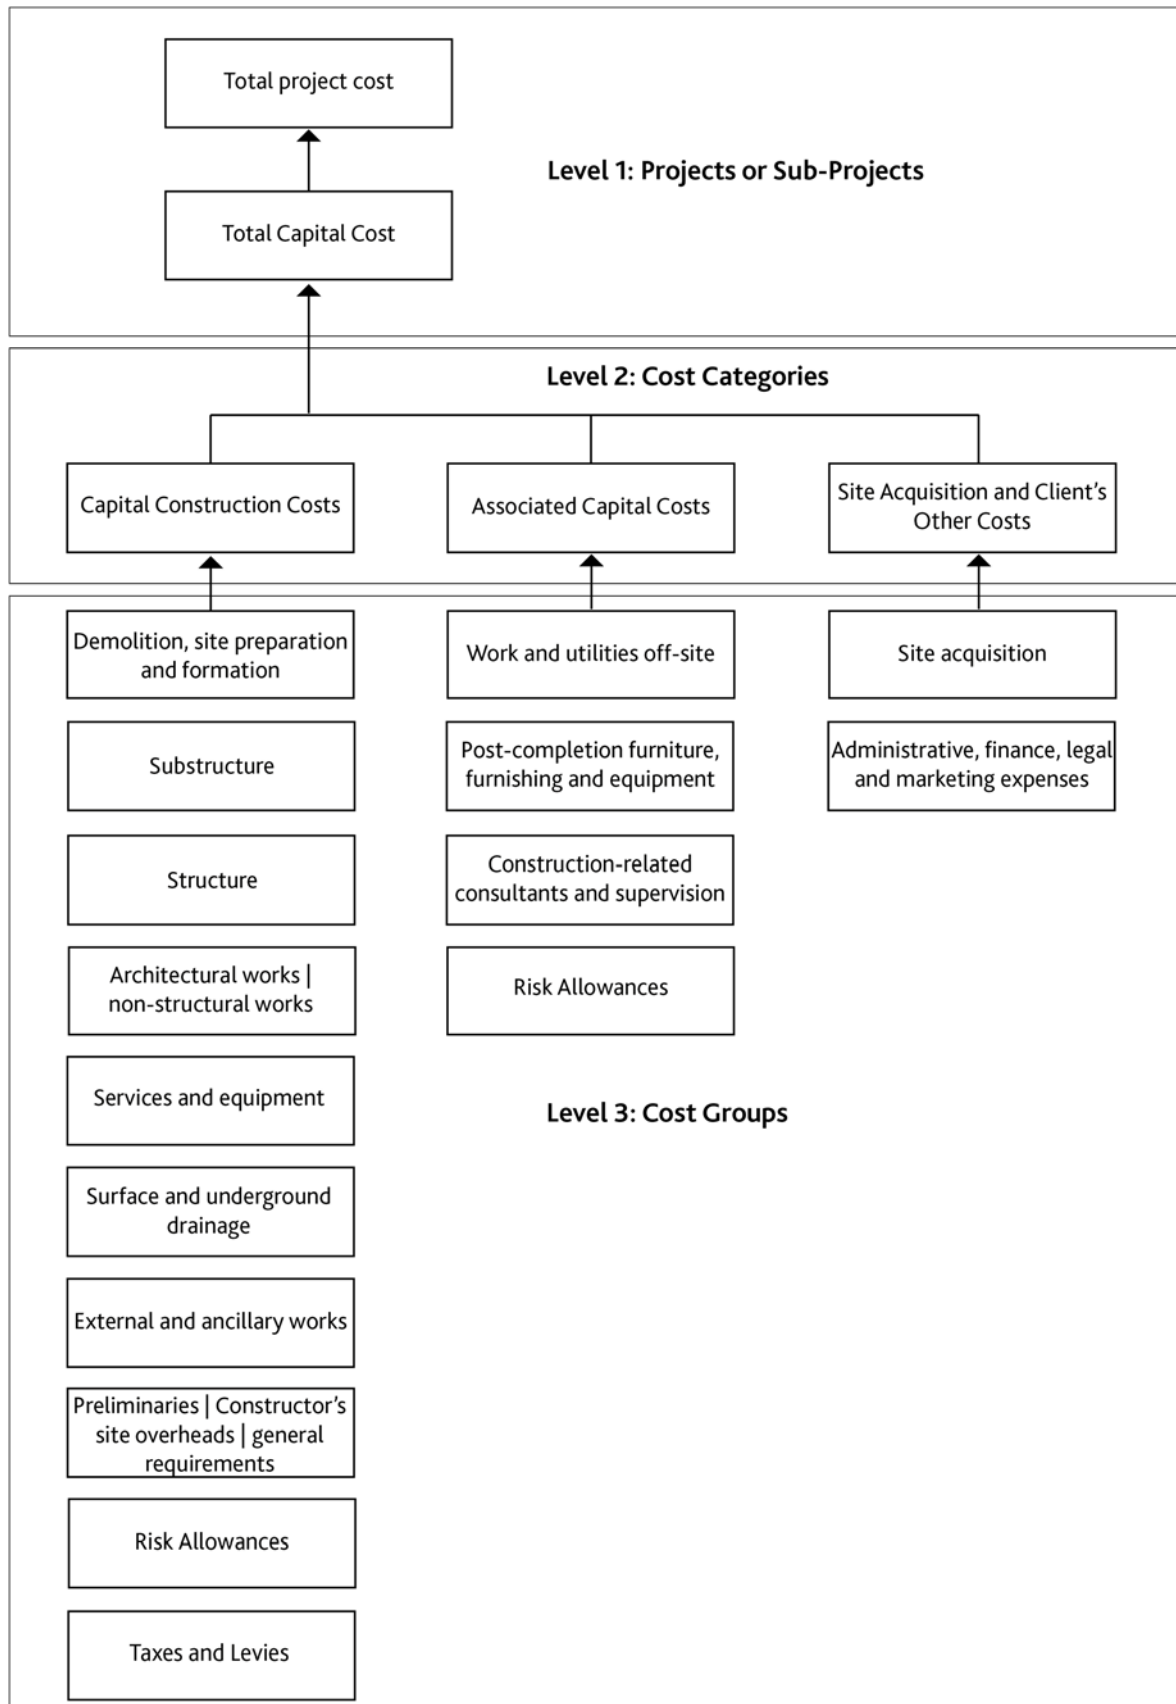 Total project cost
Level 1: Projects or Sub-Projects
Total Capital Cost
Level 2: Cost Categories
Capital Construction Costs
Associated Capital Costs
Site Acquisition and Client’s
Other Costs
Demolition, site preparation
and formation
Work and utilities off-site
Site acquisition
Substructure
Post-completion furniture,
furnishing and equipment
Administrative, finance, legal
and marketing expenses
Structure
Construction-related
consultants and supervision
Architectural works |
non-structural works
Risk Allowances
Services and equipment
Level 3: Cost Groups
Surface and underground
drainage
External and ancillary works
Preliminaries | Constructor’s
site overheads | general
requirements
Risk Allowances
Taxes and Levies